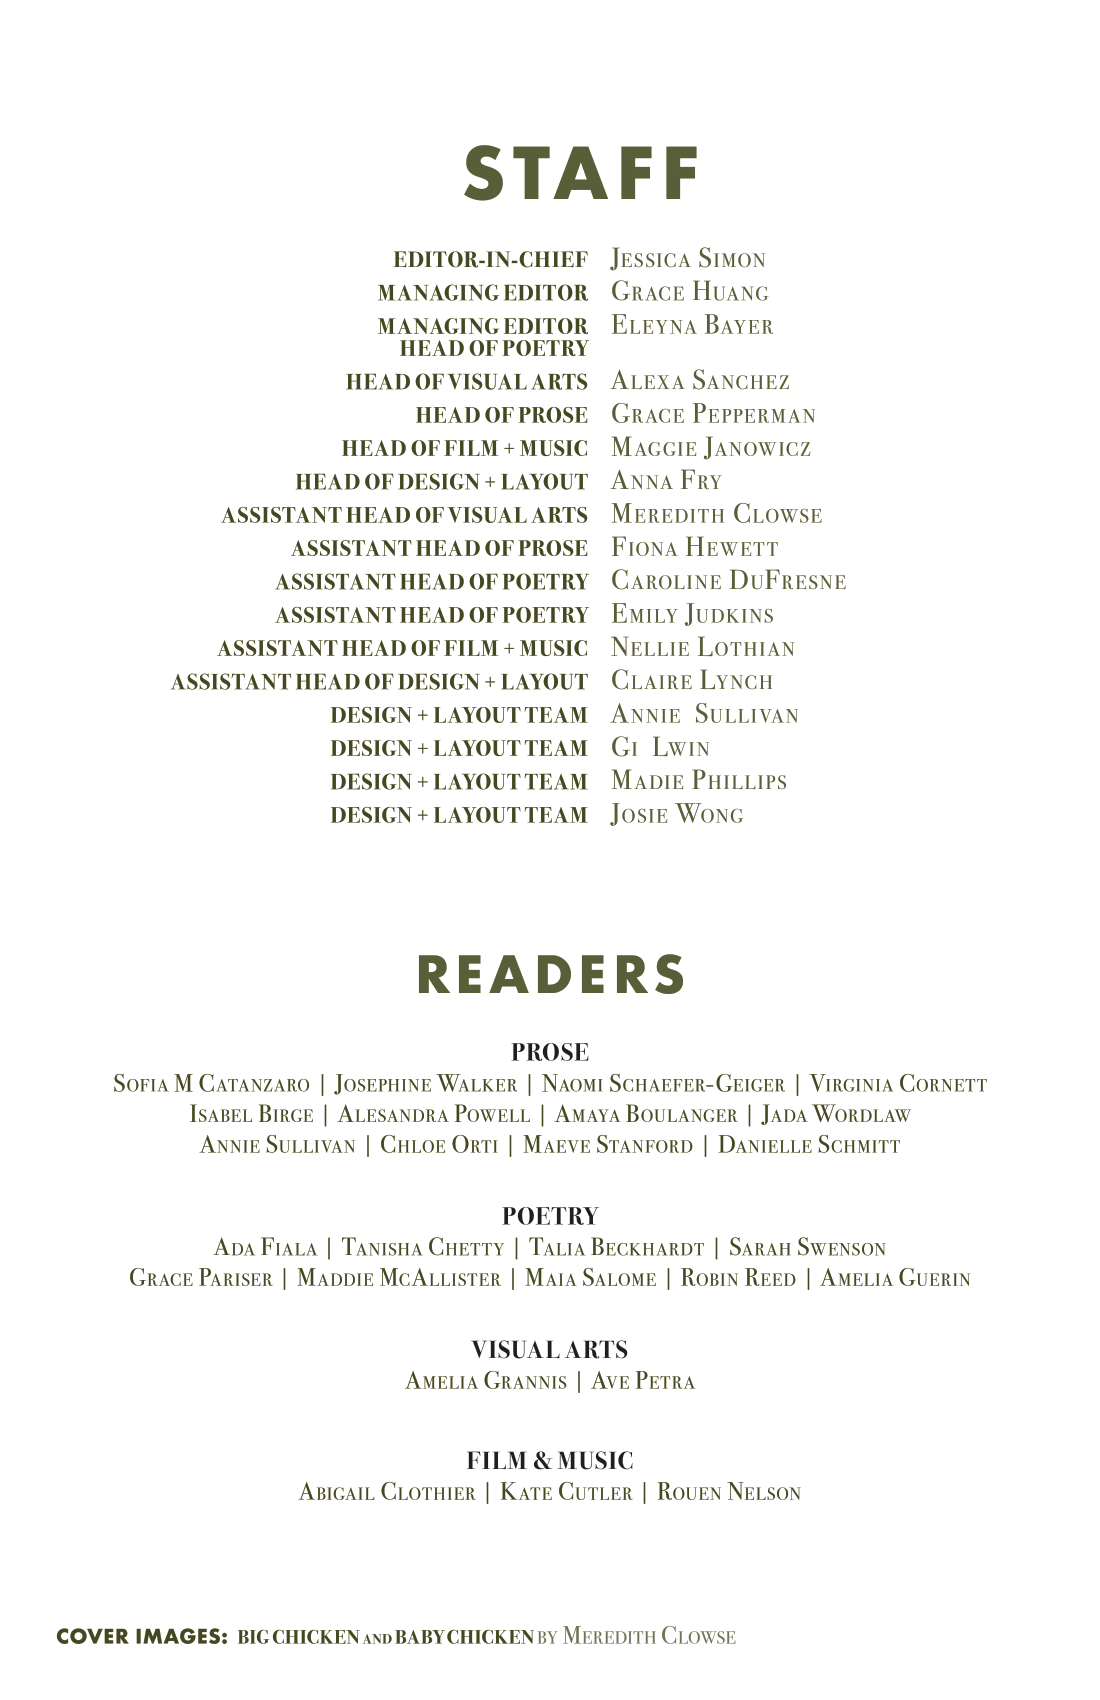 STAFF
EDITOR-IN-CHIEF Jessica Simon
MANAGING EDITOR Grace Huang
MANAGING EDITOR Eleyna Bayer
HEAD OF POETRY
HEAD OF VISUAL ARTS Alexa Sanchez
HEAD OF PROSE Grace Pepperman
HEAD OF FILM + MUSIC Maggie Janowicz
HEAD OF DESIGN + LAYOUT Anna Fry
ASSISTANT HEAD OF VISUAL ARTS Meredith Clowse
ASSISTANT HEAD OF PROSE Fiona Hewett
ASSISTANT HEAD OF POETRY Caroline DuFresne
ASSISTANT HEAD OF POETRY Emily Judkins
ASSISTANT HEAD OF FILM + MUSIC Nellie Lothian
ASSISTANT HEAD OF DESIGN + LAYOUT Claire Lynch
DESIGN + LAYOUT TEAM Annie Sullivan
DESIGN + LAYOUT TEAM Gi Lwin
DESIGN + LAYOUT TEAM Madie Phillips
DESIGN + LAYOUT TEAM Josie Wong
READERS
PROSE
Sofia M Catanzaro | Josephine Walker | Naomi Schaefer-Geiger | Virginia Cornett
Isabel Birge | Alesandra Powell | Amaya Boulanger | Jada Wordlaw
Annie Sullivan | Chloe Orti | Maeve Stanford | Danielle Schmitt
POETRY
Ada Fiala | Tanisha Chetty | Talia Beckhardt | Sarah Swenson
Grace Pariser | Maddie McAllister | Maia Salome | Robin Reed | Amelia Guerin
VISUAL ARTS
Amelia Grannis | Ave Petra
FILM & MUSIC
Abigail Clothier | Kate Cutler | Rouen Nelson
COVER IMAGES: BIG CHICKEN AND BABY CHICKEN BY Meredith Clowse